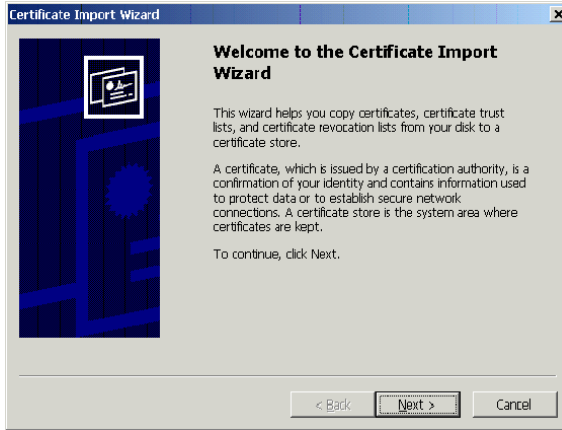 Certificate Import Wizard
Welcome to the Certificate Import
Wizard
This wizard helps you copy certificates, certificate trust
lists, and certificate revocation lists from your disk to a
certificate store.
A certificate, which is issued by a certification authority, is a
confirmation of your identity and contains information used
to protect data or to establish secure network
connections. A certificate store is the system area where
certificates are kept.
To continue, click Next.
< Back
Next >
Cancel